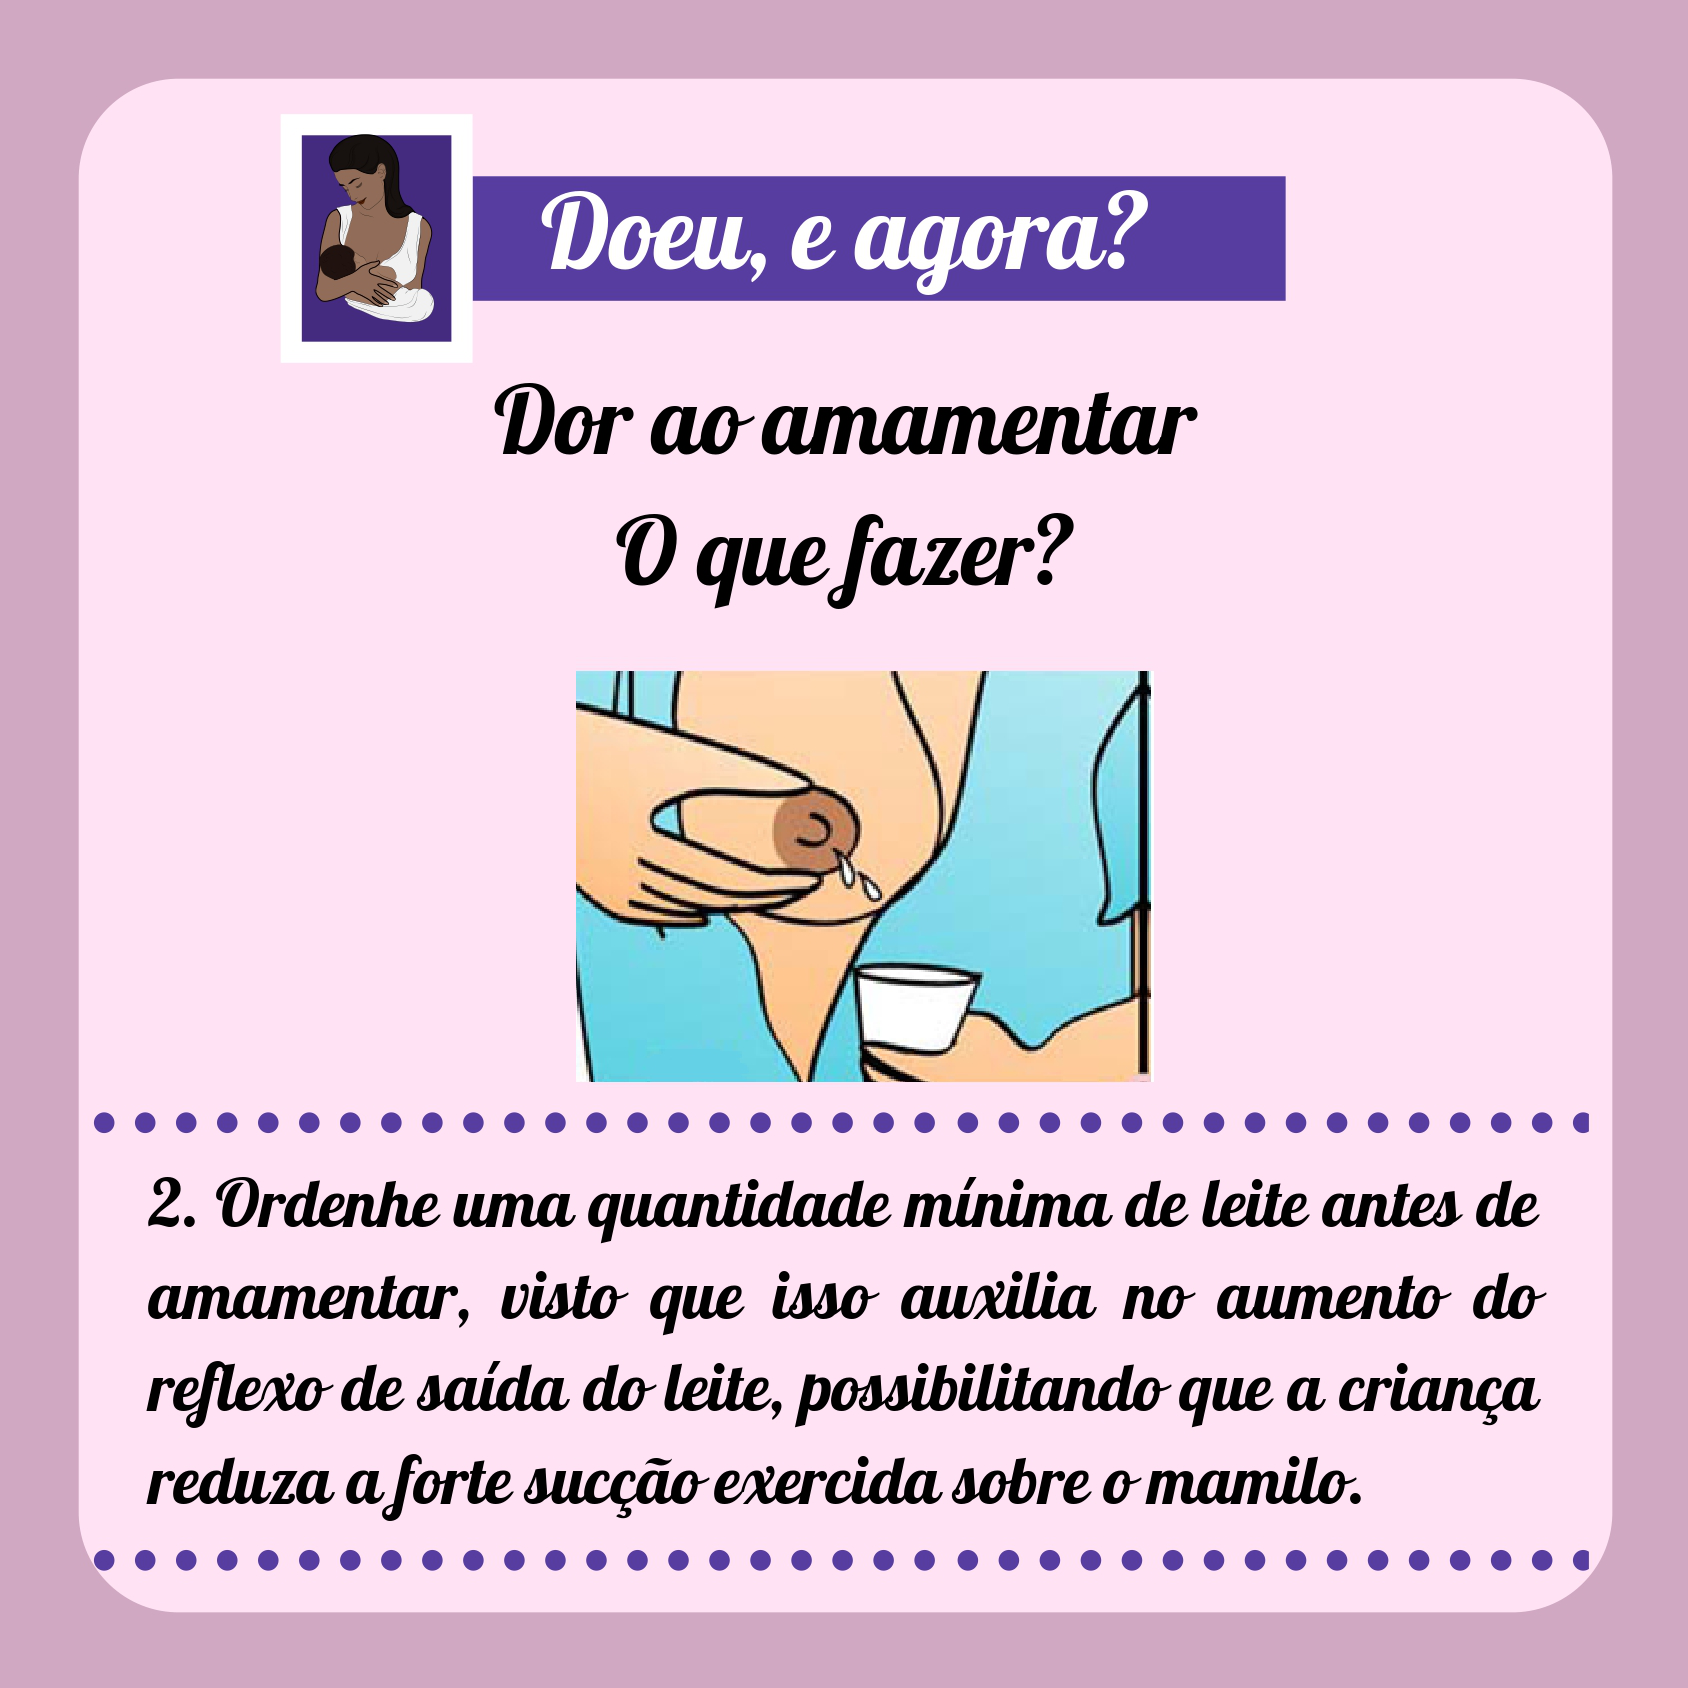 Doeu, e agora?
Dor ao amamentar
O que fazer?
2. Ordenhe uma quantidade mínima de leite antes de
amamentar, visto que isso auxilia no aumento do
reflexo de saída do leite, possibilitando que a criança
reduza a forte sucção exercida sobre o mamilo.